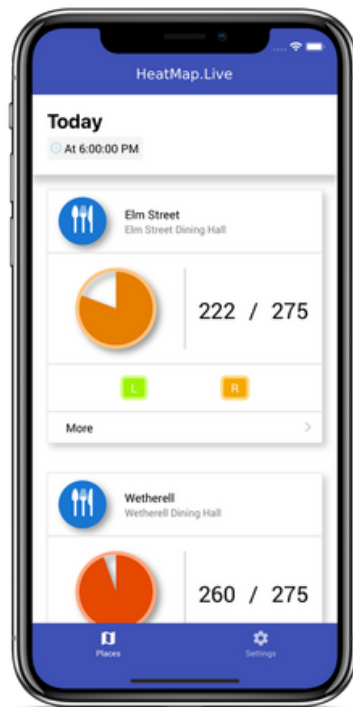 HeatMap.Live
Today
At 6:00:00 PM
Elm Street
Elm Street Dining Hall
222 / 275
L R
More
Wetherell
Wetherell Dining Hall
260 / 275
Places Settings